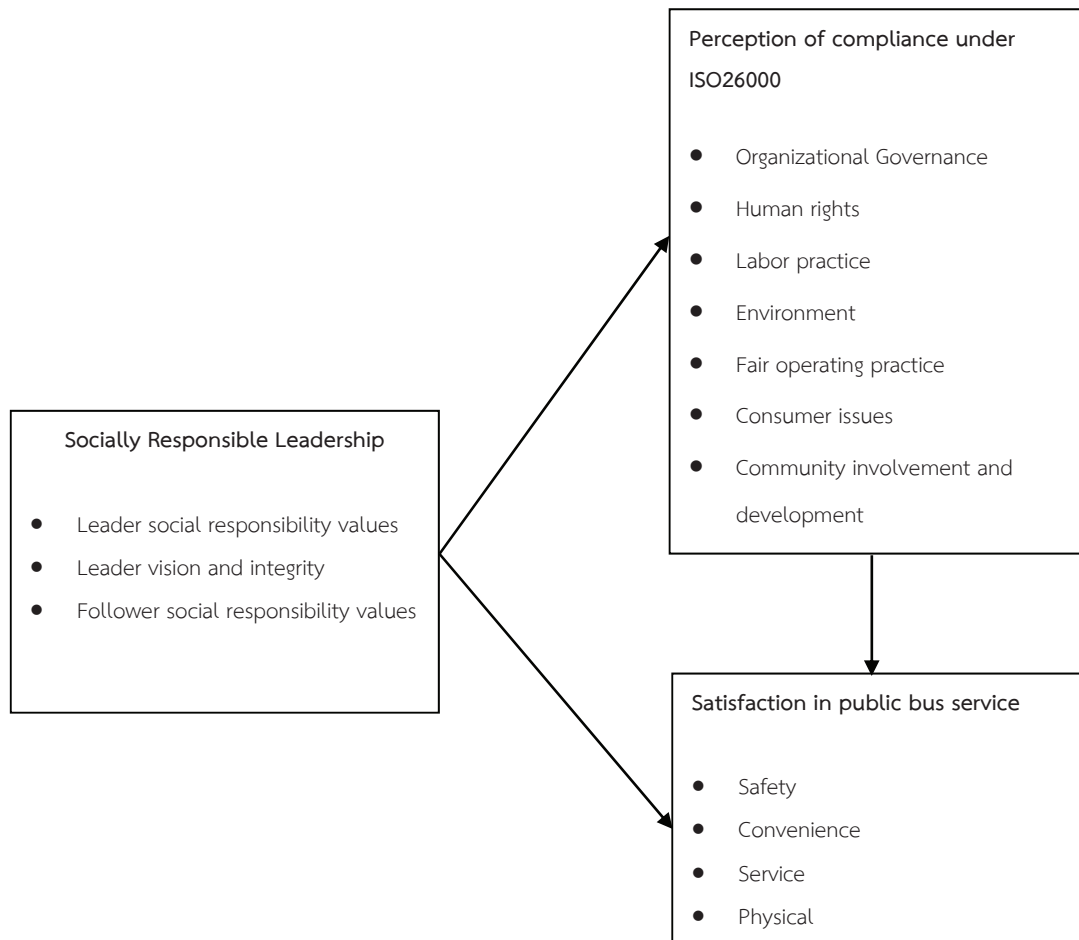 Perception of compliance under
ISO26000
● Organizational Governance
● Human rights
● Labor practice
● Environment
● Fair operating practice
● Consumer issues
● Community involvement and
development
Socially Responsible Leadership
● Leader social responsibility values
● Leader vision and integrity
● Follower social responsibility values
Satisfaction in public bus service
● Safety
● Convenience
● Service
● Physical